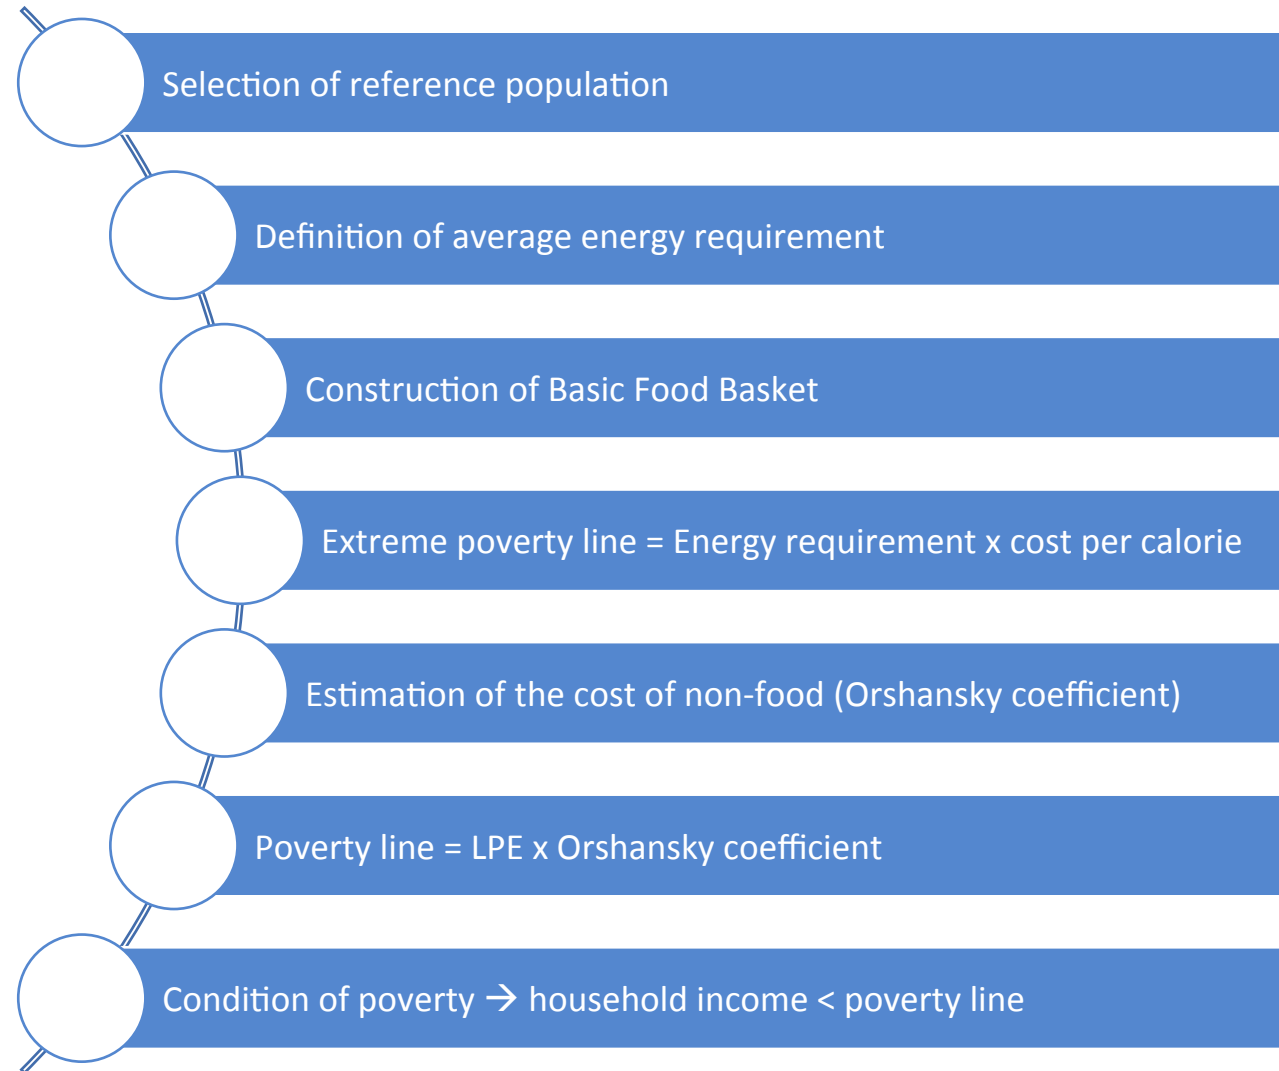 Selection of reference population
Definition of average energy requirement
Construction of Basic Food Basket
Extreme poverty line = Energy requirement x cost per calorie
Estimation of the cost of non-food (Orshansky coefficient)
Poverty line = LPE x Orshansky coefficient
Condition of poverty → household income < poverty line